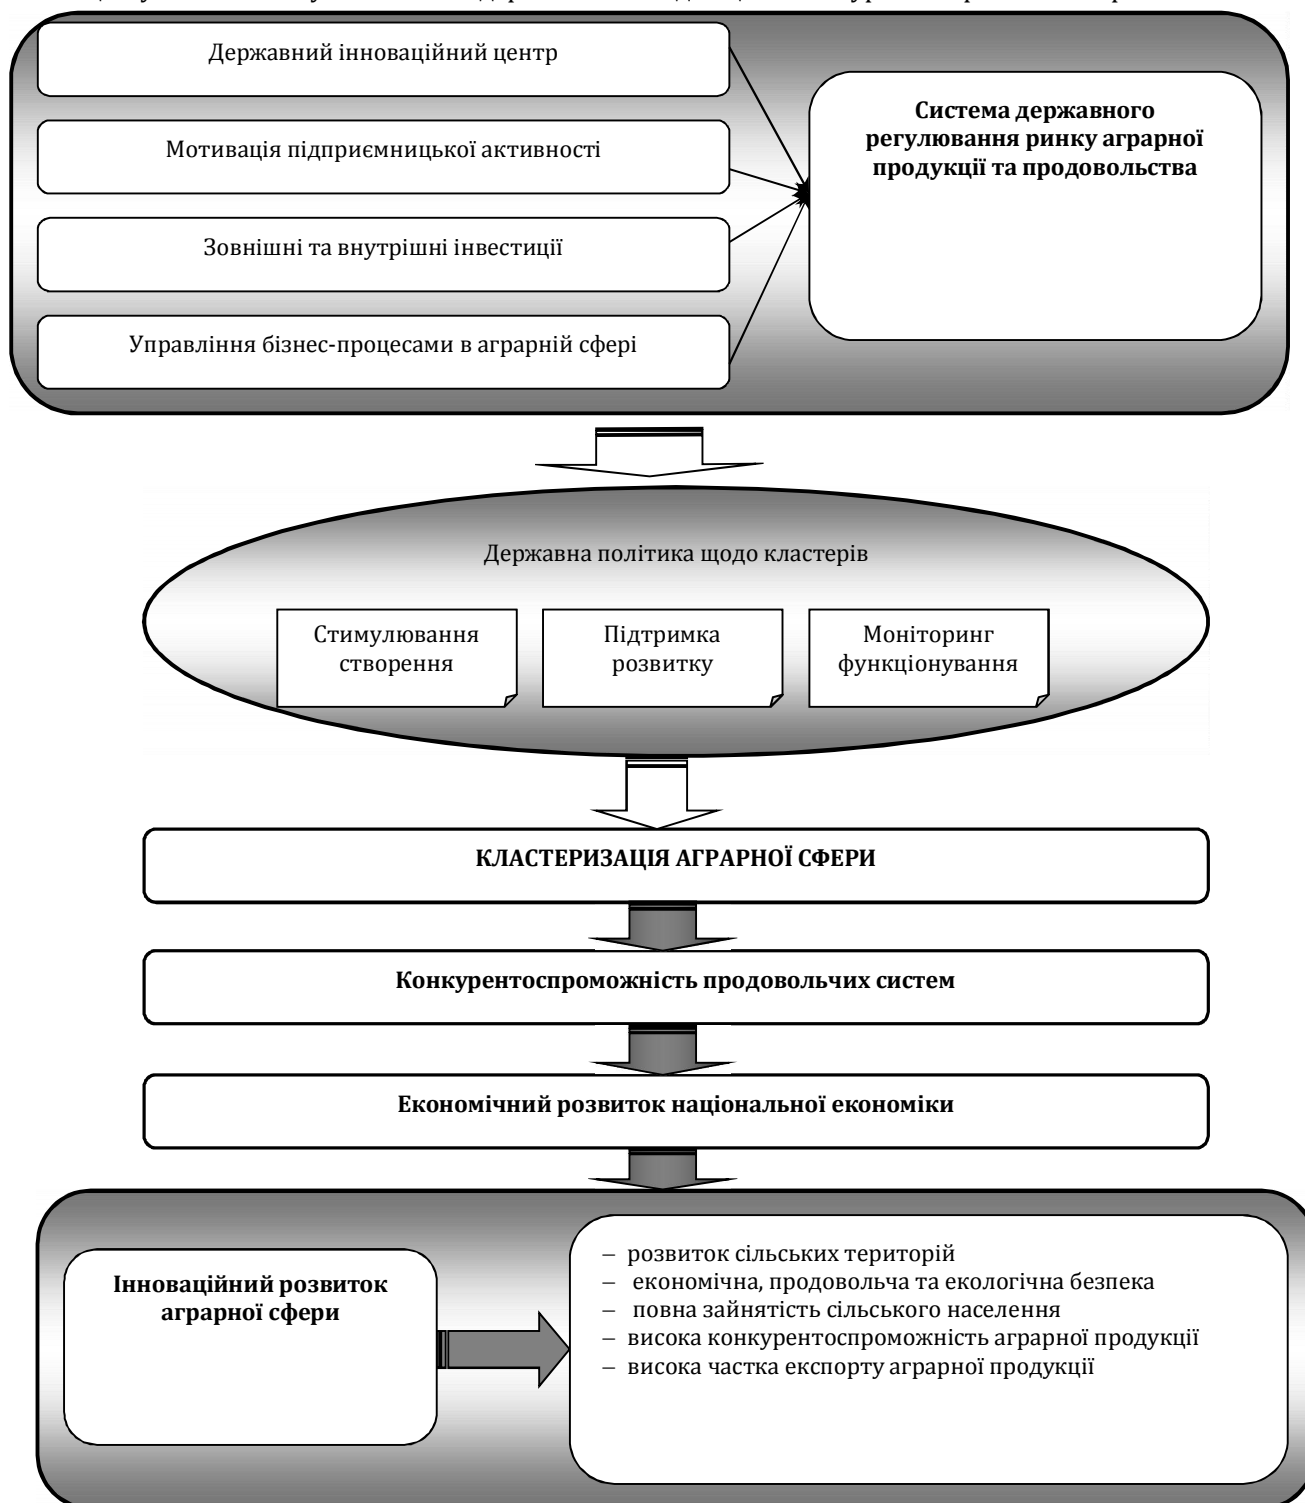 Державний інноваційний центр
Мотивація підприємницької активності
Зовнішні та внутрішні інвестиції
Управління бізнес-процесами в аграрній сфері
Система державного
регулювання ринку аграрної
продукції та продовольства
Державна політика щодо кластерів
Стимулювання
створення
Підтримка
розвитку
Моніторинг
функціонування
КЛАСТЕРИЗАЦІЯ АГРАРНОЇ СФЕРИ
Конкурентоспроможність продовольчих систем
Економічний розвиток національної економіки
Інноваційний розвиток
аграрної сфери
– розвиток сільських територій
– економічна, продовольча та екологічна безпека
– повна зайнятість сільського населення
– висока конкурентоспроможність аграрної продукції
– висока частка експорту аграрної продукції